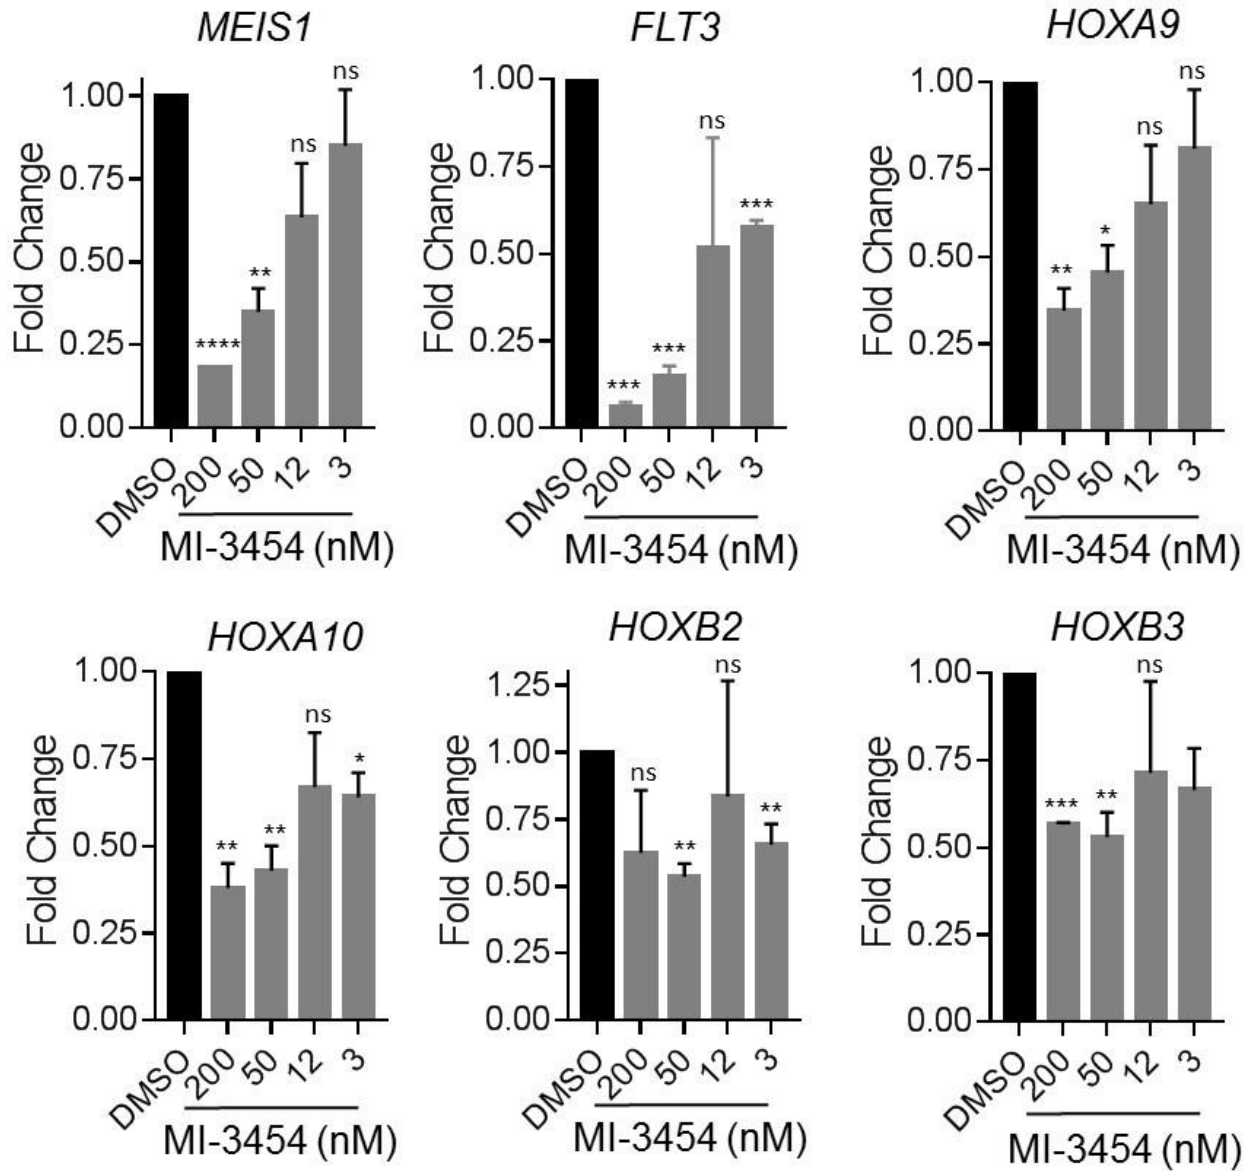 MEIS1
Fold Change
1.00
0.75
0.50
0.25
0.00
****
**
ns
ns
DMSO
200
50
12
3
MI-3454 (nM)
FLT3
Fold Change
1.00
0.75
0.50
0.25
0.00
***
***
ns
***
DMSO
200
50
12
3
MI-3454 (nM)
HOXA9
Fold Change
1.00
0.75
0.50
0.25
0.00
**
*
ns
ns
DMSO
200
50
12
3
MI-3454 (nM)
HOXA10
Fold Change
1.00
0.75
0.50
0.25
0.00
**
**
ns
*
DMSO
200
50
12
3
MI-3454 (nM)
HOXB2
Fold Change
1.25
1.00
0.75
0.50
0.25
0.00
ns
**
ns
**
DMSO
200
50
12
3
MI-3454 (nM)
HOXB3
Fold Change
1.00
0.75
0.50
0.25
0.00
***
**
ns
DMSO
200
50
12
3
MI-3454 (nM)